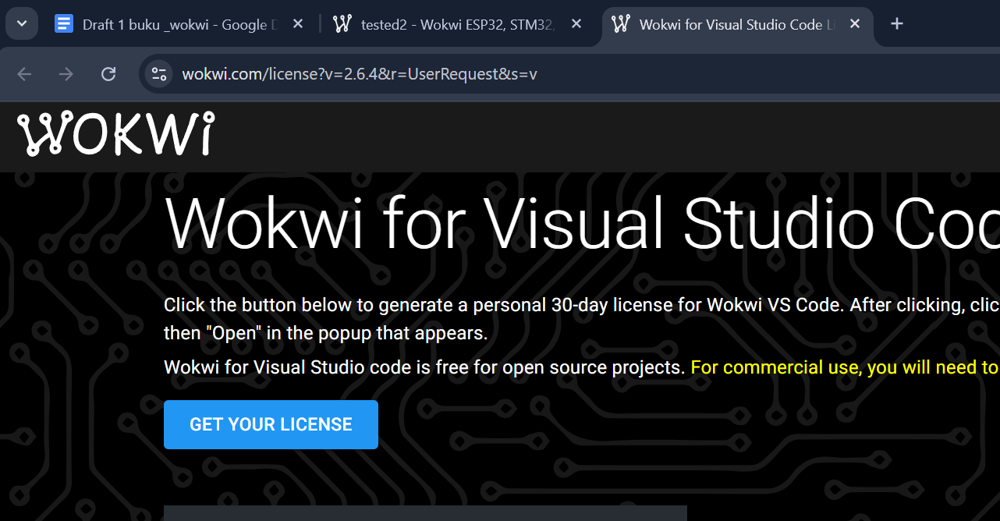 Draft 1 buku _wokwi - Google
tested2 - Wokwi ESP32, STM32,
Wokwi for Visual Studio Code
wokwi.com/license?v=2.6.4&r=UserRequest&s=v
WOKWi
Wokwi for Visual Studio
Click the button below to generate a personal 30-day license for Wokwi VS Code. After clicking,
then "Open" in the popup that appears.
Wokwi for Visual Studio code is free for open source projects. For commercial use, you will need to
GET YOUR LICENSE